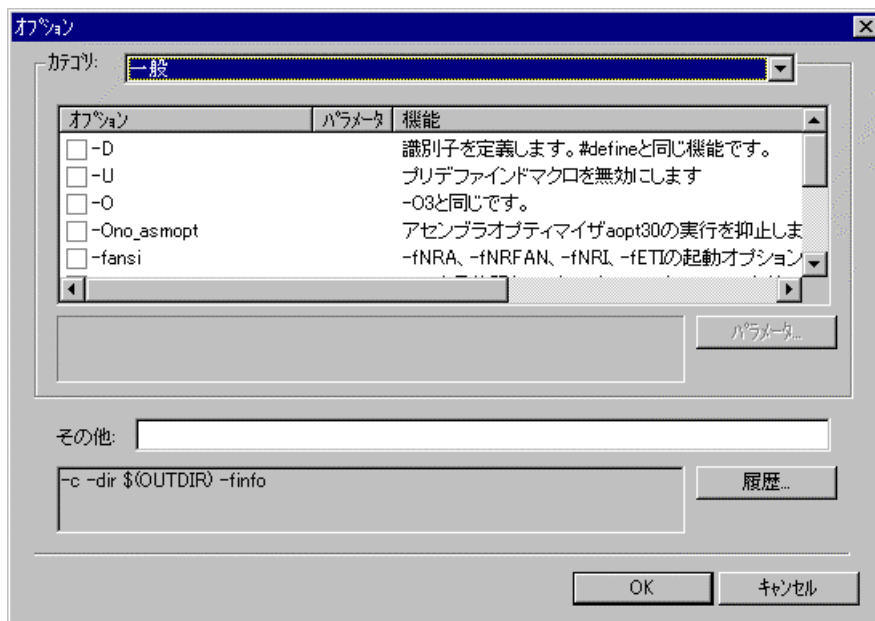 オプション
カテゴリ: 一般
オプション パラメータ 機能
-D 識別子を定義します。#defineと同じ機能です。
-U プリデファインドマクロを無効にします
-O -O3と同じです。
-Ono_asmopt アセンブラオプティマイザaopt30の実行を抑止しま
-fansi -fNRA、-fNRFAN、-fNRI、-fETIの起動オプション
パラメータ...
その他:
-c -dir $(OUTDIR) -finfo
履歴...
OK キャンセル